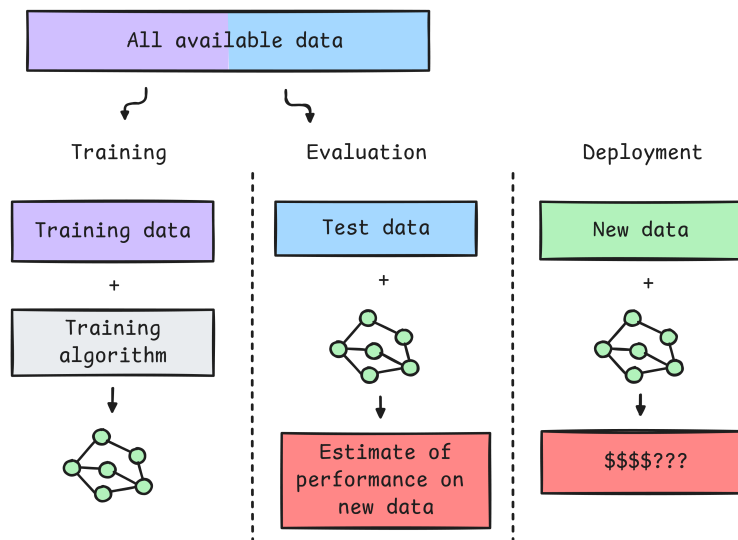 All available data
Training
Evaluation
Deployment
Training data
Test data
New data
+
+
+
Training
algorithm
Estimate of
performance on
new data
$$$$???